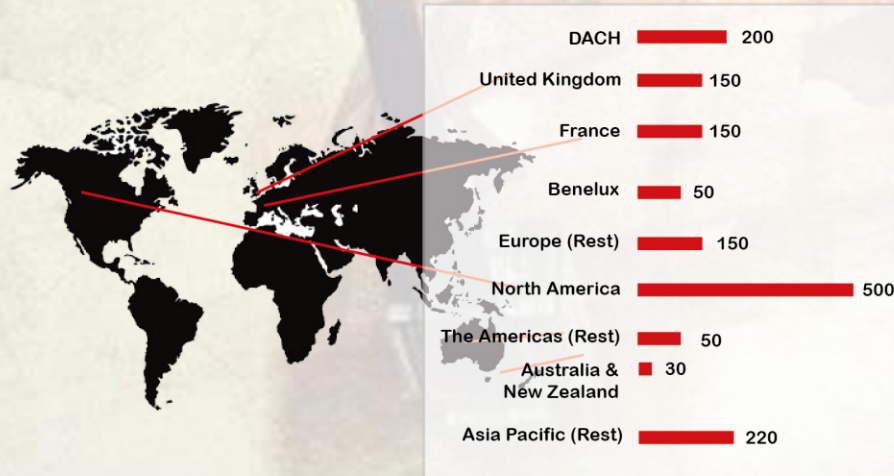 DACH 200
United Kingdom 150
France 150
Benelux 50
Europe (Rest) 150
North America 500
The Americas (Rest) 50
Australia & 30
New Zealand
Asia Pacific (Rest) 220